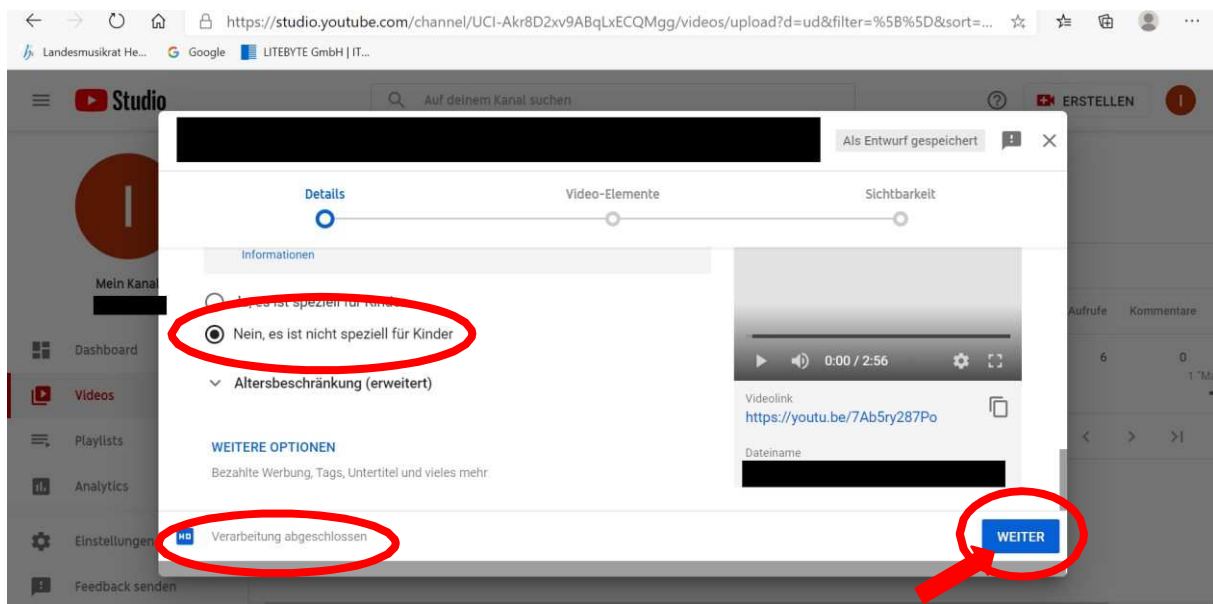 https://studio.youtube.com/channel/UCI-Akr8D2xv9ABqLxECQMgg/videos/upload?d=ud&filter=%5B%5D&sort=...
Landesmusikrat He... Google LITEBYTE GmbH | IT...
Studio Auf deinem Kanal suchen ERSTELLEN I
Als Entwurf gespeichert
I
Details Video-Elemente Sichtbarkeit
Informationen
Mein Kanal
es ist speziell für
Aufrufe Kommentare
Nein, es ist nicht speziell für Kinder
Dashboard
0:00 / 2:56
6 0
Altersbeschränkung (erweitert)
Videos
Videolink
https://youtu.be/7Ab5ry287Po
Playlists
WEITERE OPTIONEN
Dateiname
Bezahlte Werbung, Tags, Untertitel und vieles mehr
Analytics
Einstellungen
HD Verarbeitung abgeschlossen
WEITER
Feedback senden